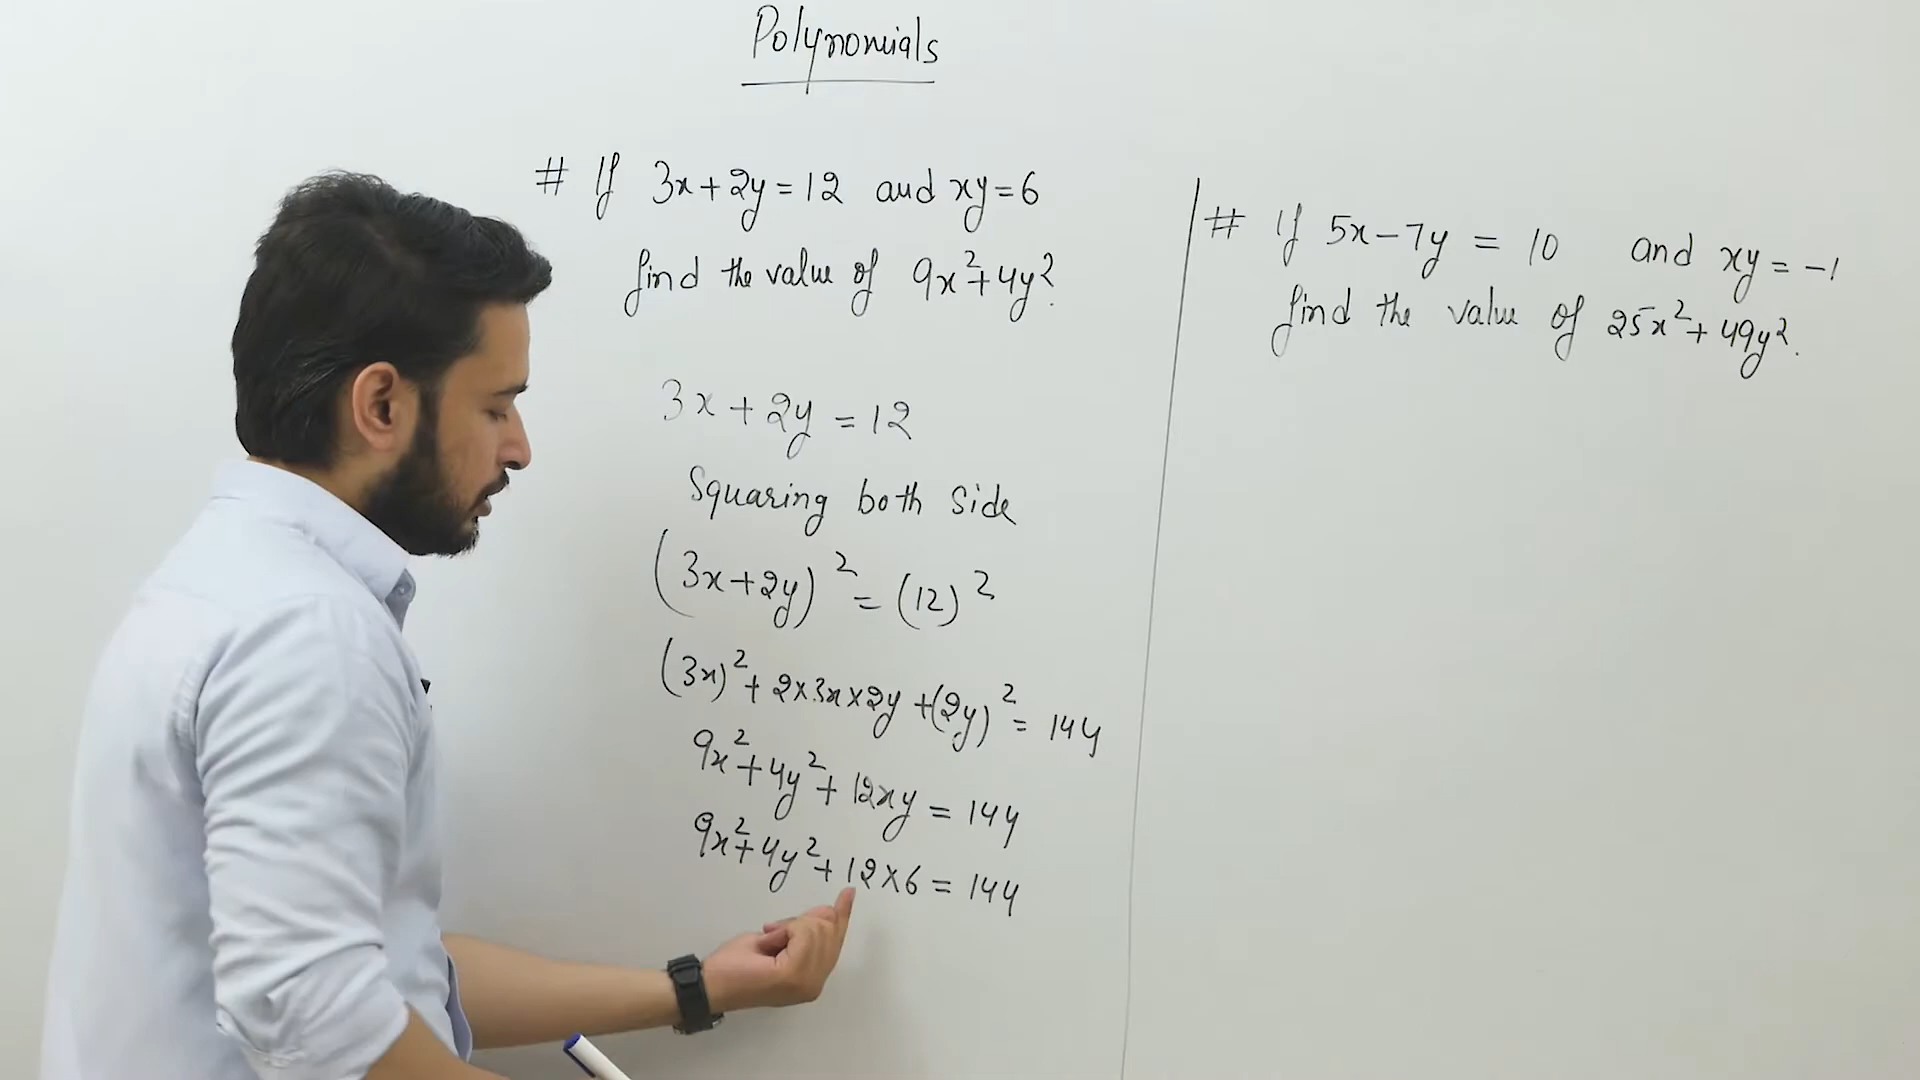 Polynomials
# If 3x+2y=12 and xy=6
find the value of 9x²+4y²?
3x+2y=12
Squaring both side
(3x+2y)²=(12)²
(3x)²+2×3x×2y+(2y)²=144
9x²+4y²+12xy=144
9x²+4y²+12×6=144
# If 5x-7y = 10 and xy=-1
find the value of 25x²+49y².